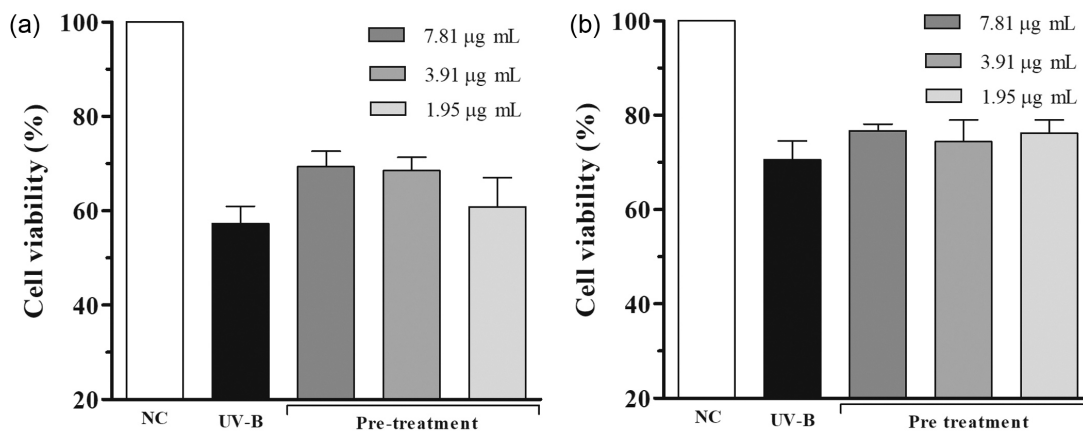 (a)
Cell viability (%)
100
80
60
40
20
7.81 µg mL
3.91 µg mL
1.95 µg mL
NC
UV-B
Pre-treatment
(b)
Cell viability (%)
100
80
60
40
20
7.81 µg mL
3.91 µg mL
1.95 µg mL
NC
UV-B
Pre treatment